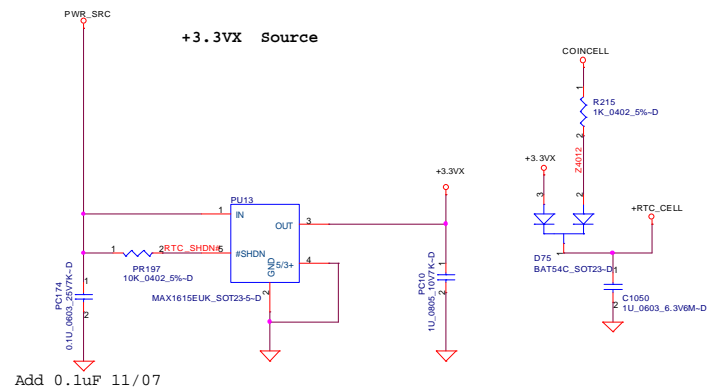 PWR_SRC
+3.3VX Source
COINCELL
1
R215
1K_0402_5%~D
2
Z4012
+3.3VX
+3.3VX
3
2
+RTC_CELL
PU13
1
IN
OUT
3
1
2
RTC_SHDN#
5
#SHDN
5/3+
4
GND
2
PR197
10K_0402_5%~D
MAX1615EUK_SOT23-5~D
1
PC174
0.1U_0603_25V7K~D
2
1
PC10
1U_0805_10V7K~D
2
1
D75
BAT54C_SOT23~D
1
C1050
1U_0603_6.3V6M~D
2
Add 0.1uF 11/07